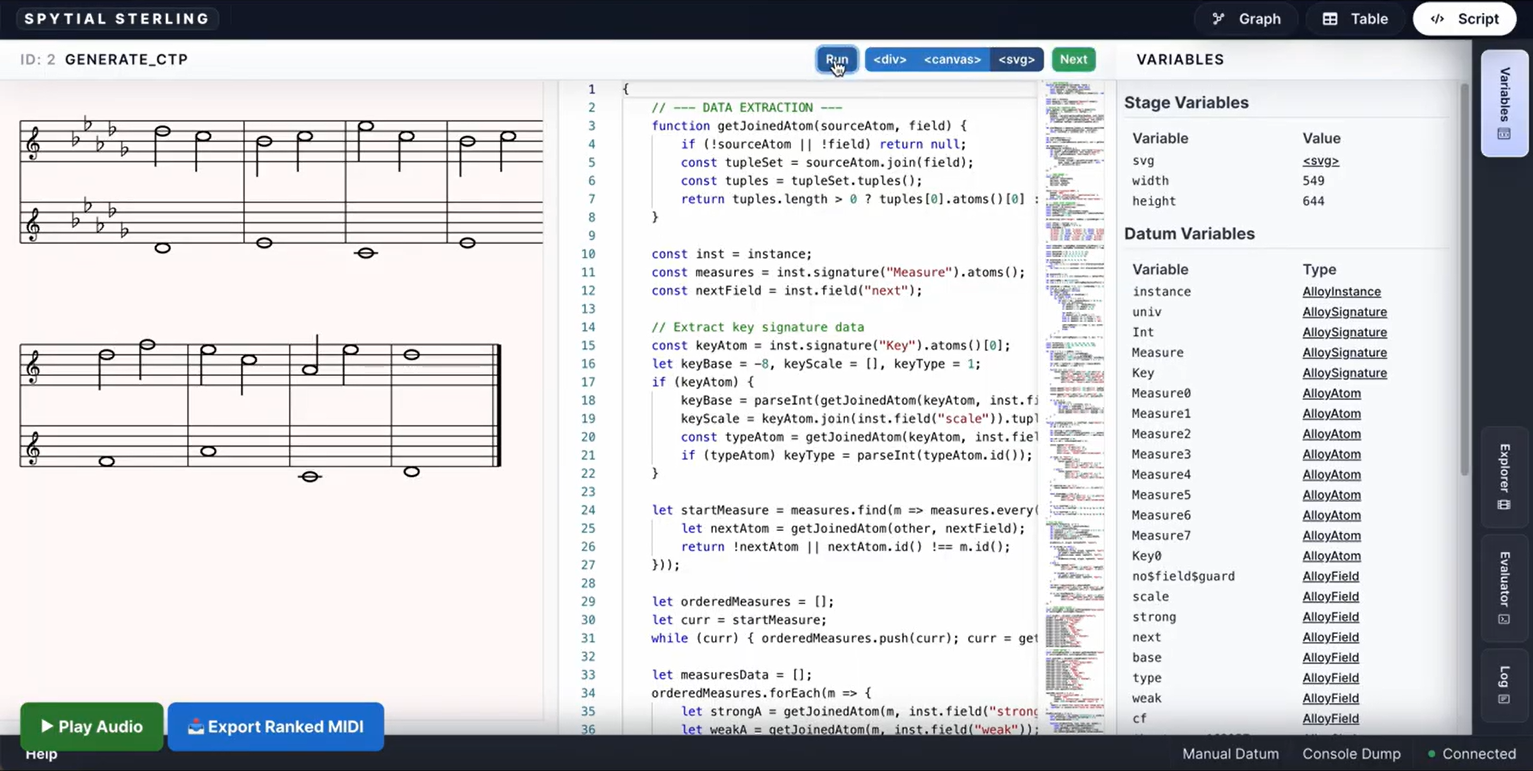 SPYTIAL STERLING
Graph
Table
</> Script
ID: 2 GENERATE_CTP
Run
<div>
<canvas>
<svg>
Next
VARIABLES
1 {
2 // --- DATA EXTRACTION ---
3 function getJoinedAtom(sourceAtom, field) {
4 if (!sourceAtom || !field) return null;
5 const tupleSet = sourceAtom.join(field);
6 const tuples = tupleSet.tuples();
7 return tuples.length > 0 ? tuples[0].atoms()[0] :
8 }
9
10 const inst = instance;
11 const measures = inst.signature("Measure").atoms();
12 const nextField = inst.field("next");
13
14 // Extract key signature data
15 const keyAtom = inst.signature("Key").atoms()[0];
16 let keyBase = -8, keyScale = [], keyType = 1;
17 if (keyAtom) {
18 keyBase = parseInt(getJoinedAtom(keyAtom, inst.fi
19 keyScale = keyAtom.join(inst.field("scale")).tupl
20 const typeAtom = getJoinedAtom(keyAtom, inst.fiel
21 if (typeAtom) keyType = parseInt(typeAtom.id());
22 }
23
24 let startMeasure = measures.find(m => measures.every(
25 let nextAtom = getJoinedAtom(other, nextField);
26 return !nextAtom || nextAtom.id() !== m.id();
27 }));
28
29 let orderedMeasures = [];
30 let curr = startMeasure;
31 while (curr) { orderedMeasures.push(curr); curr = get
32
33 let measuresData = [];
34 orderedMeasures.forEach(m => {
35 let strongA = getJoinedAtom(m, inst.field("strong
36 let weakA = getJoinedAtom(m, inst.field("weak"));
Stage Variables
Variable Value
svg <svg>
width 549
height 644
Datum Variables
Variable Type
instance AlloyInstance
univ AlloySignature
Int AlloySignature
Measure AlloySignature
Key AlloySignature
Measure0 AlloyAtom
Measure1 AlloyAtom
Measure2 AlloyAtom
Measure3 AlloyAtom
Measure4 AlloyAtom
Measure5 AlloyAtom
Measure6 AlloyAtom
Measure7 AlloyAtom
Key0 AlloyAtom
no$field$guard AlloyField
scale AlloyField
strong AlloyField
next AlloyField
base AlloyField
type AlloyField
weak AlloyField
cf AlloyField
Variables
Explorer
Evaluator
Log
Play Audio
Export Ranked MIDI
Help
Manual Datum
Console Dump
Connected